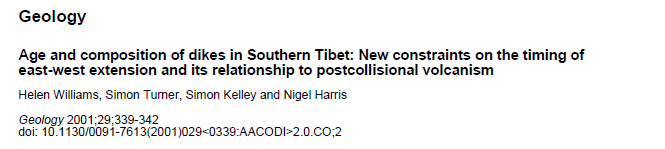 Geology
Age and composition of dikes in Southern Tibet: New constraints on the timing of
east-west extension and its relationship to postcollisional volcanism
Helen Williams, Simon Turner, Simon Kelley and Nigel Harris
Geology 2001;29;339-342
doi: 10.1130/0091-7613(2001)029<0339:AACODI>2.0.CO;2